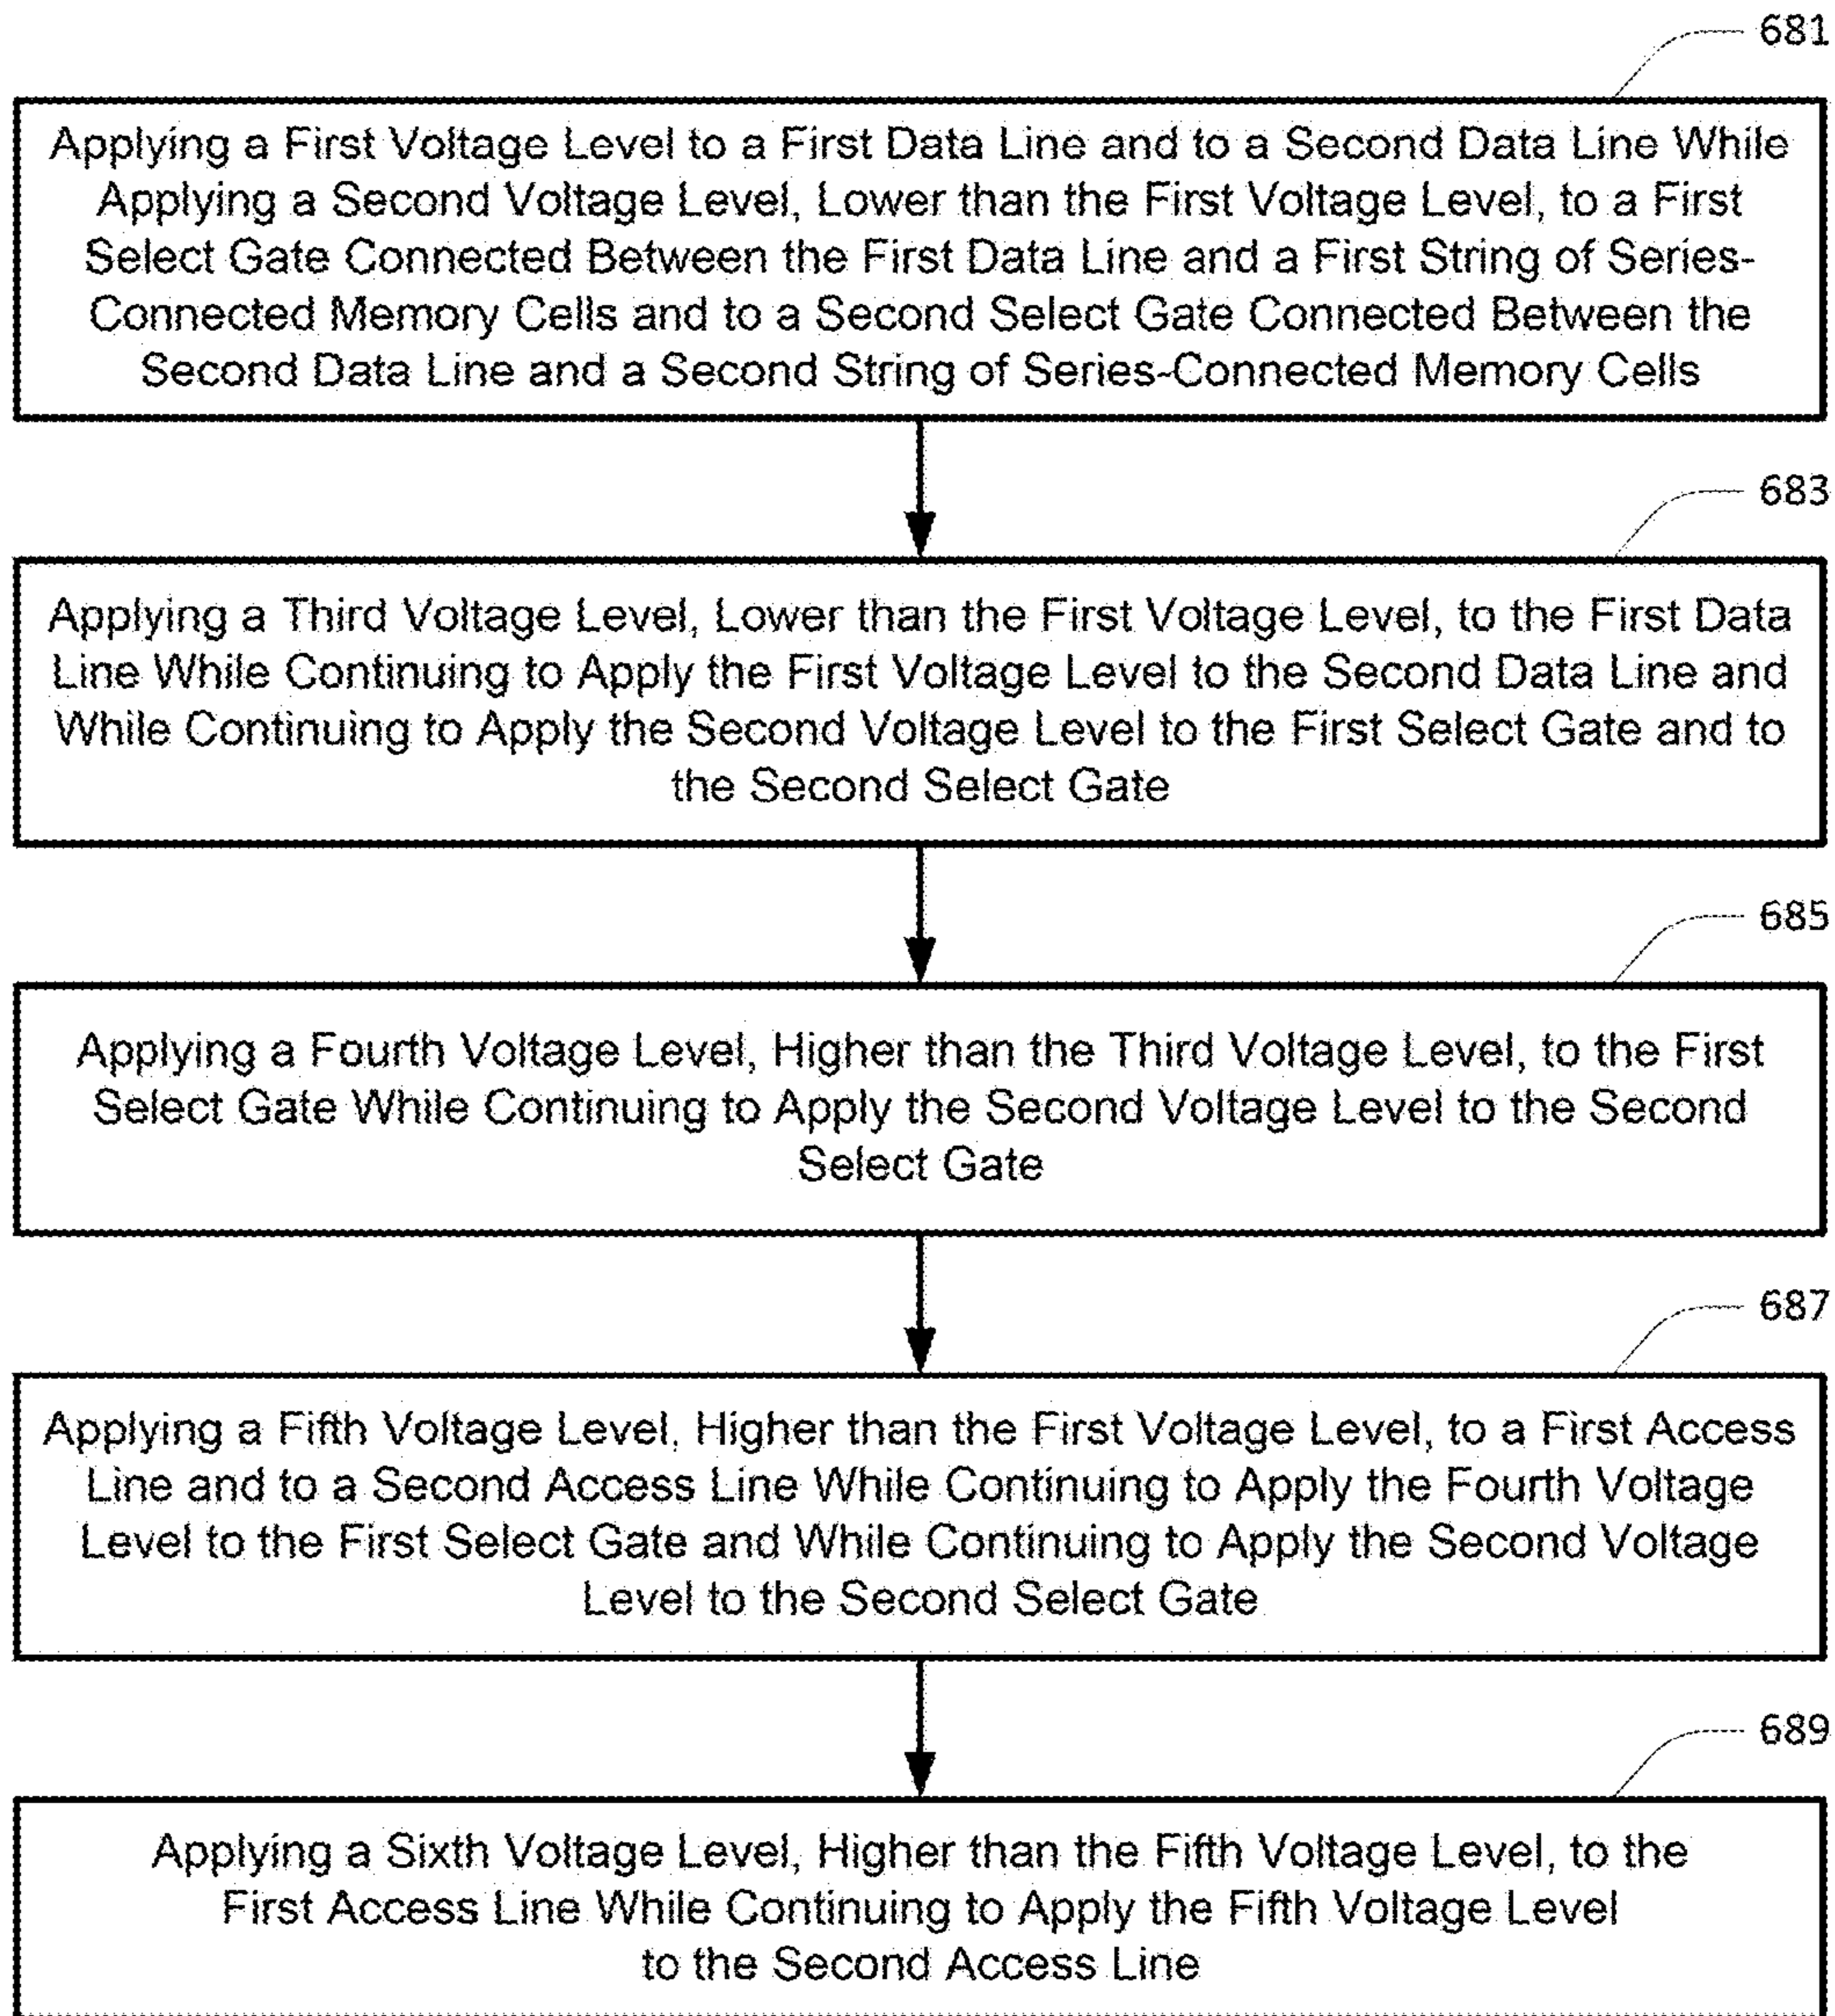 681
Applying a First Voltage Level to a First Data Line and to a Second Data Line While
Applying a Second Voltage Level, Lower than the First Voltage Level, to a First
Select Gate Connected Between the First Data Line and a First String of Series-
Connected Memory Cells and to a Second Select Gate Connected Between the
Second Data Line and a Second String of Series-Connected Memory Cells
683
Applying a Third Voltage Level, Lower than the First Voltage Level, to the First Data
Line While Continuing to Apply the First Voltage Level to the Second Data Line and
While Continuing to Apply the Second Voltage Level to the First Select Gate and to
the Second Select Gate
685
Applying a Fourth Voltage Level, Higher than the Third Voltage Level, to the First
Select Gate While Continuing to Apply the Second Voltage Level to the Second
Select Gate
687
Applying a Fifth Voltage Level, Higher than the First Voltage Level, to a First Access
Line and to a Second Access Line While Continuing to Apply the Fourth Voltage
Level to the First Select Gate and While Continuing to Apply the Second Voltage
Level to the Second Select Gate
689
Applying a Sixth Voltage Level, Higher than the Fifth Voltage Level, to the
First Access Line While Continuing to Apply the Fifth Voltage Level
to the Second Access Line